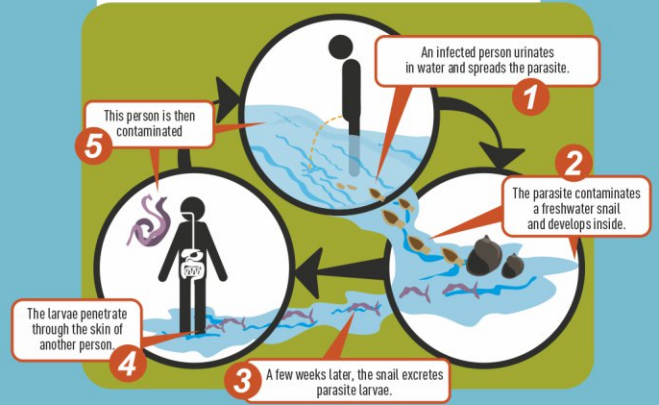 An infected person urinates
in water and spreads the parasite.
1
2
The parasite contaminates
a freshwater snail
and develops inside.
3
A few weeks later, the snail excretes
parasite larvae.
The larvae penetrate
through the skin of
another person.
4
This person is then
contaminated
5